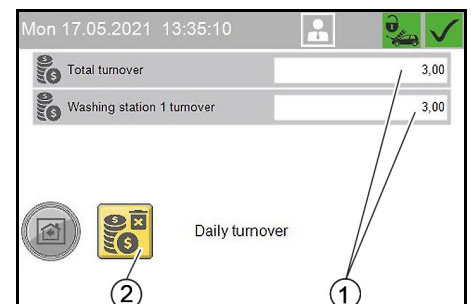 Mon 17.05.2021 13:35:10
Total turnover 3,00
Washing station 1 turnover 3,00
Daily turnover
2 1